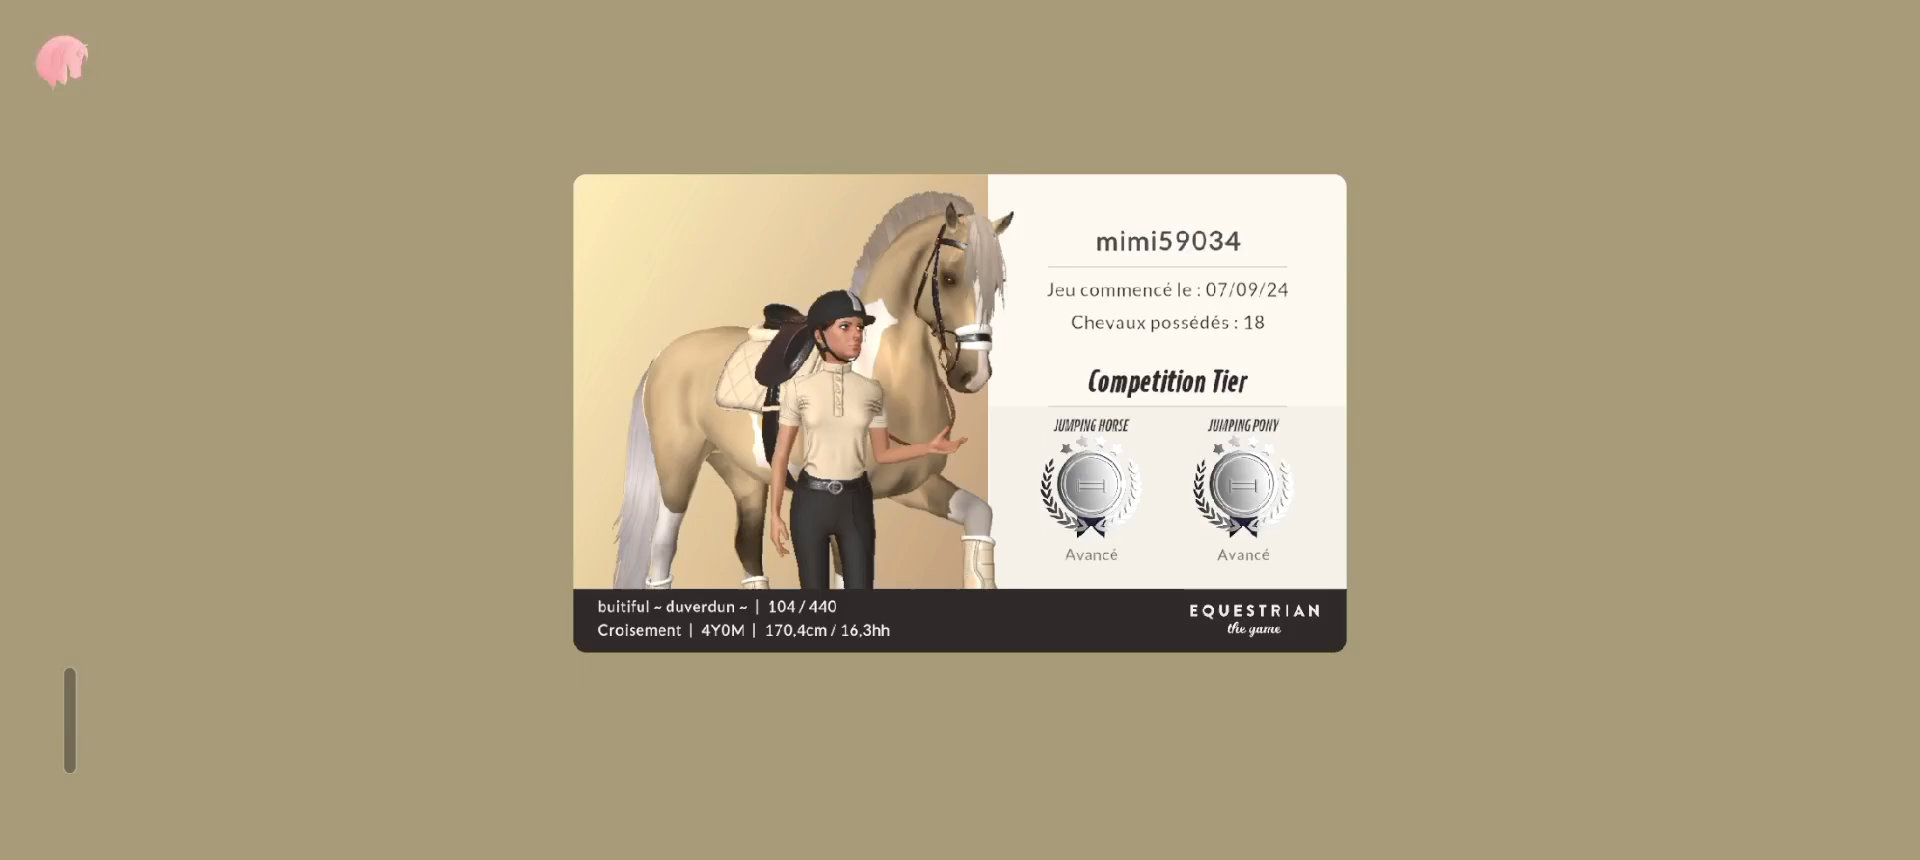 mimi59034
Jeu commencé le : 07/09/24
Chevaux possédés : 18
Competition Tier
JUMPING HORSE
JUMPING PONY
Avancé
Avancé
buitiful ~ duverdun ~ | 104 / 440
Croisement | 4Y0M | 170,4cm / 16,3hh
EQUESTRIAN
the game